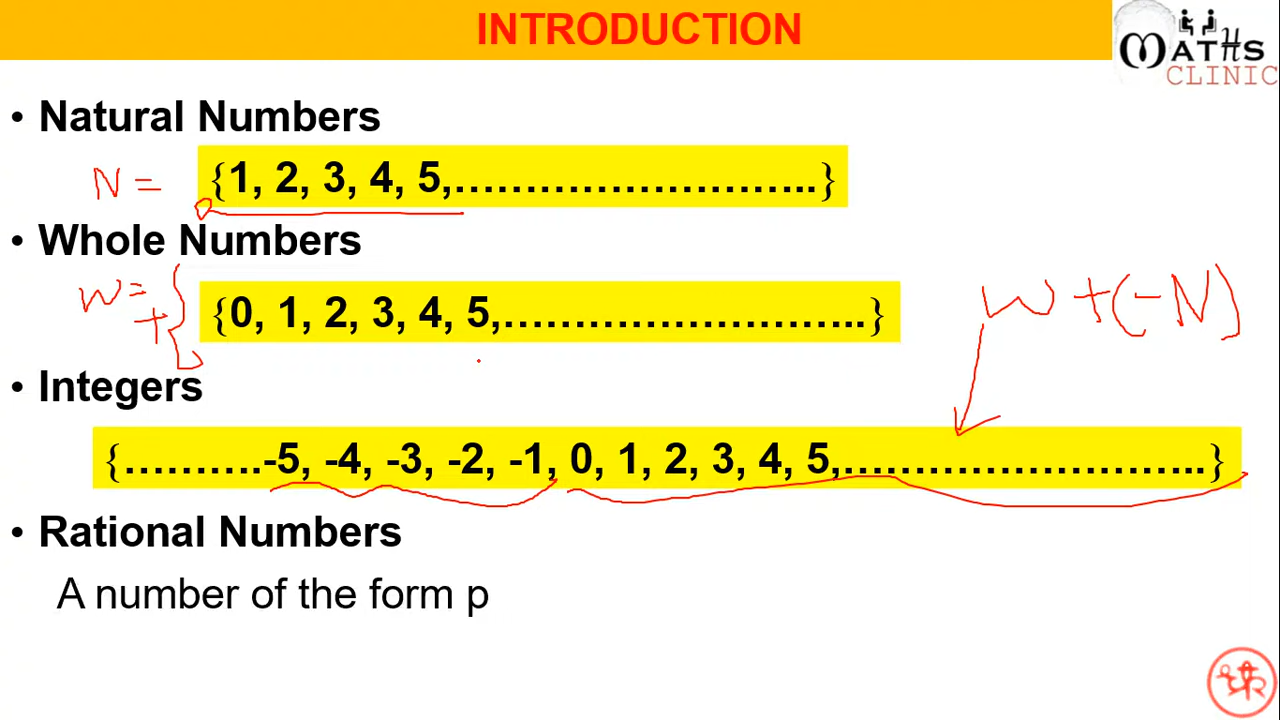 INTRODUCTION
MATHS
CLINIC
• Natural Numbers
N = {1, 2, 3, 4, 5,………………………..}
• Whole Numbers
W = + {0, 1, 2, 3, 4, 5,………………………..}
W + (-N)
• Integers
{……….-5, -4, -3, -2, -1, 0, 1, 2, 3, 4, 5,………………………..}
• Rational Numbers
A number of the form p